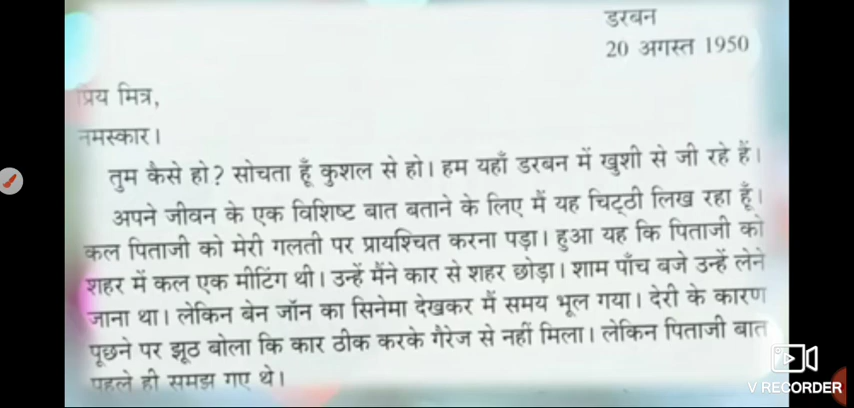 डरबन
20 अगस्त 1950
प्रिय मित्र,
नमस्कार।
तुम कैसे हो? सोचता हूँ कुशल से हो। हम यहाँ डरबन में खुशी से जी रहे हैं।
अपने जीवन के एक विशिष्ट बात बताने के लिए मैं यह चिट्ठी लिख रहा हूँ।
कल पिताजी को मेरी गलती पर प्रायश्चित करना पड़ा। हुआ यह कि पिताजी को
शहर में कल एक मीटिंग थी। उन्हें मैंने कार से शहर छोड़ा। शाम पाँच बजे उन्हें लेने
जाना था। लेकिन बेन जॉन का सिनेमा देखकर मैं समय भूल गया। देरी के कारण
पूछने पर झूठ बोला कि कार ठीक करके गैरेज से नहीं मिला। लेकिन पिताजी बात
पहले ही समझ गए थे।
V RECORDER